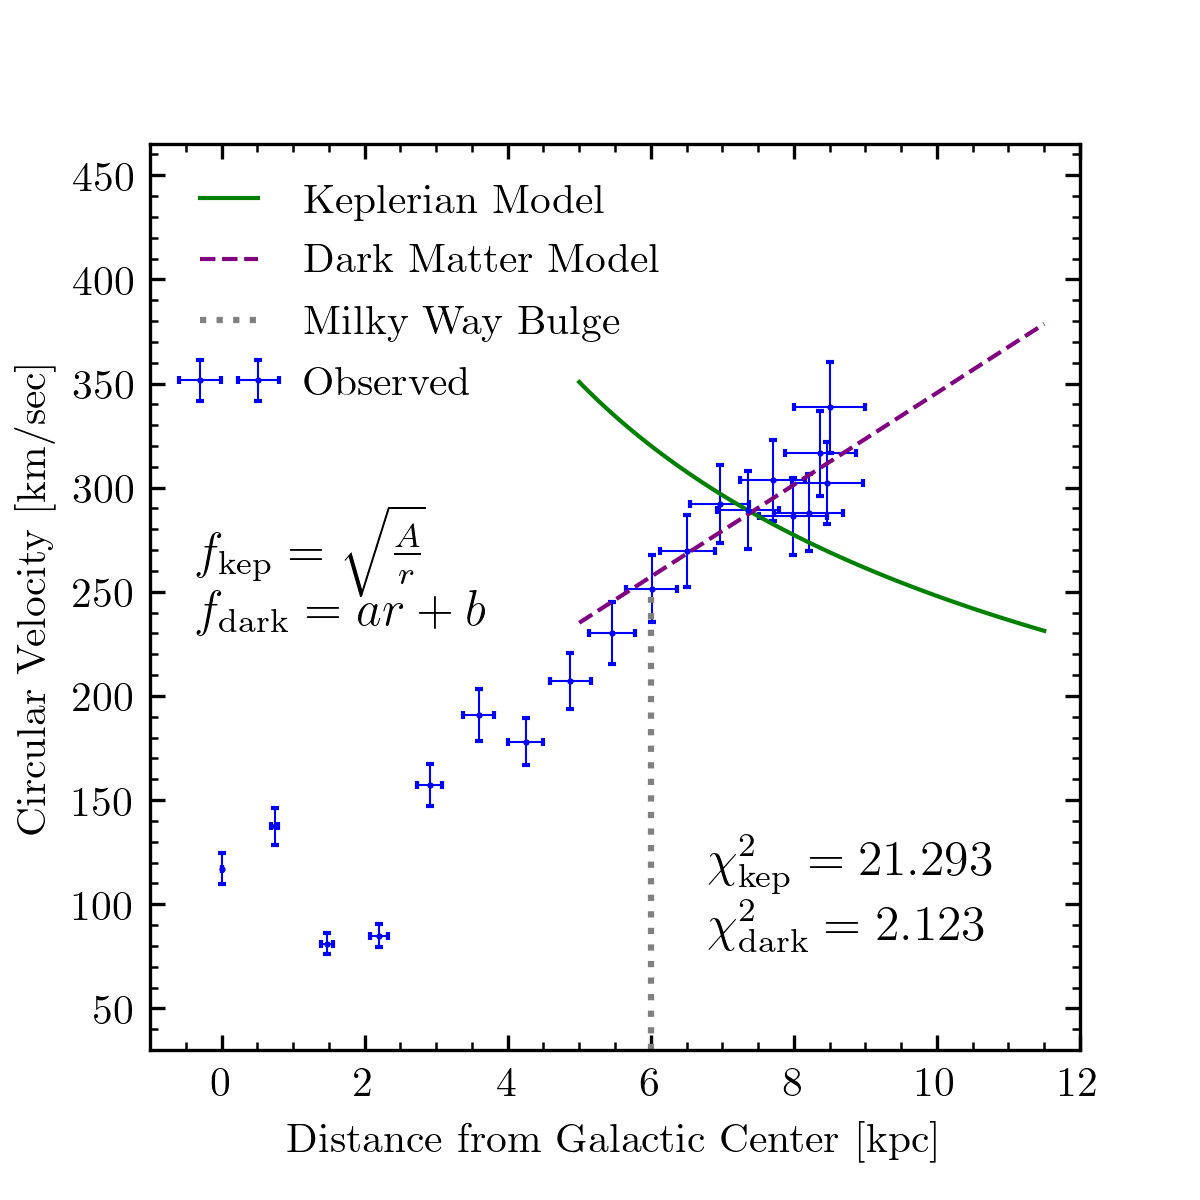 Keplerian Model
Dark Matter Model
Milky Way Bulge
Observed
f_kep = √(A/r)
f_dark = ar + b
χ²_kep = 21.293
χ²_dark = 2.123
450
400
350
300
250
200
150
100
50
0 2 4 6 8 10 12
Circular Velocity [km/sec]
Distance from Galactic Center [kpc]